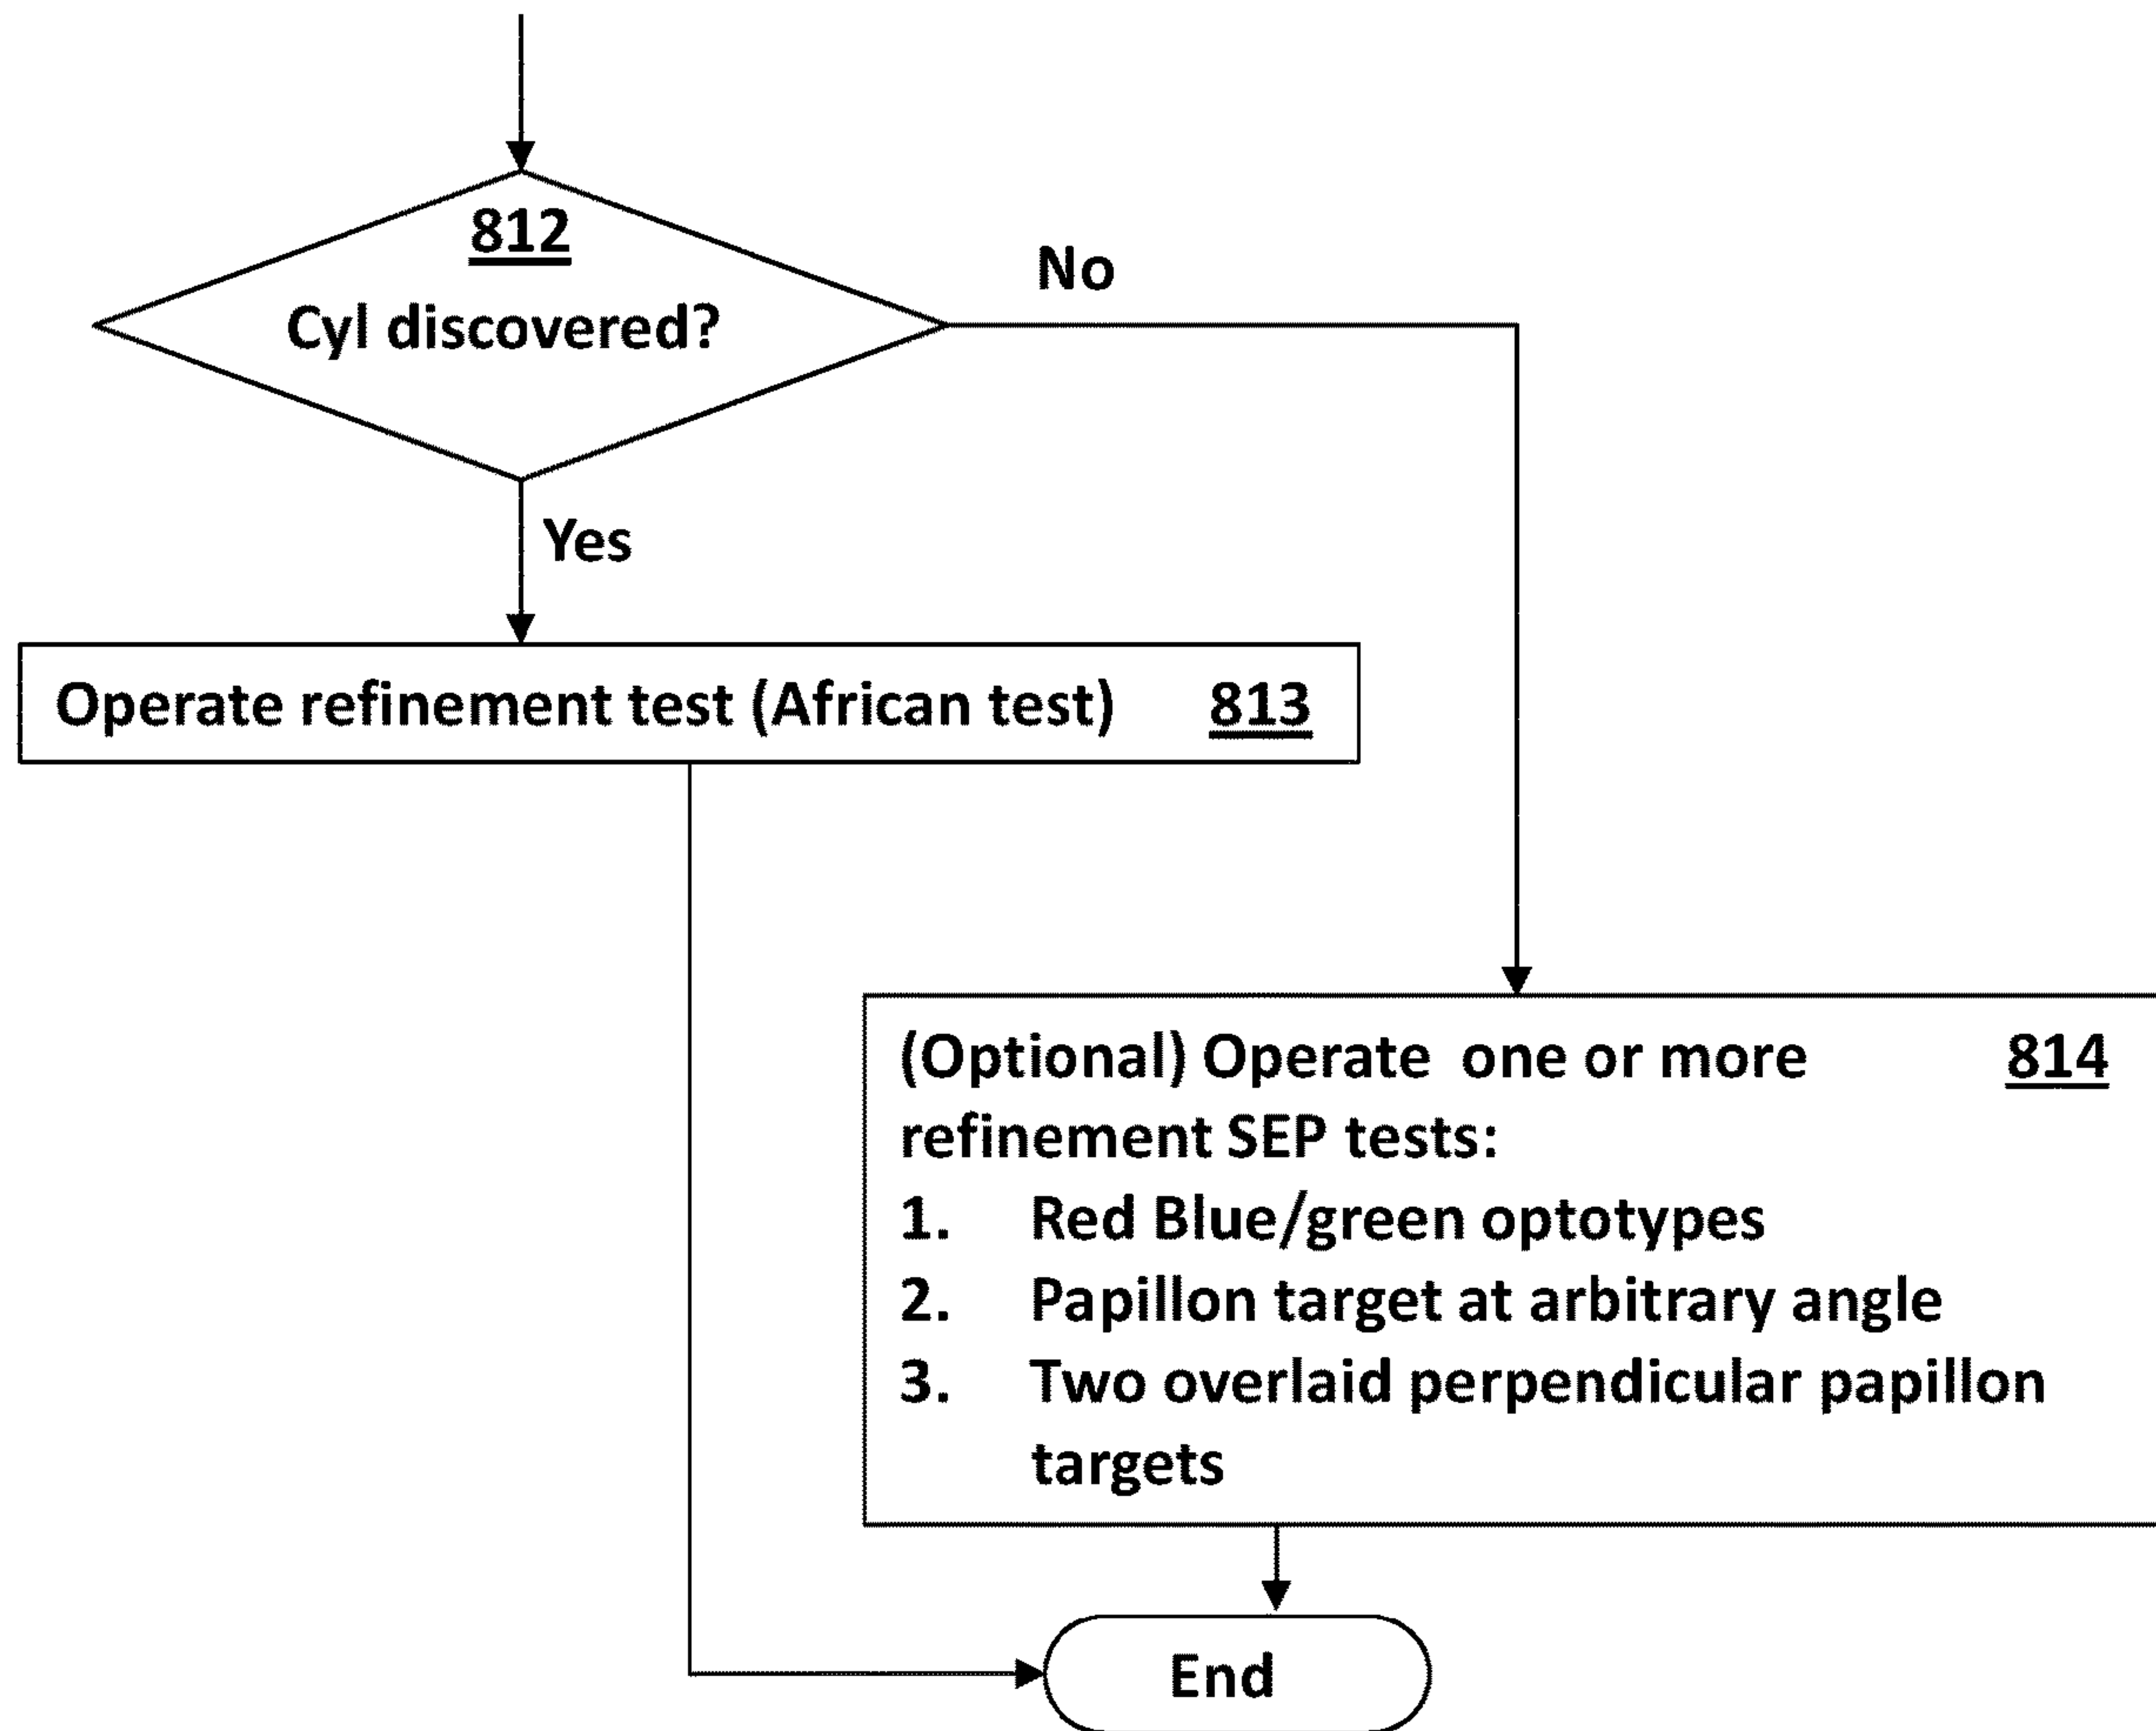 812
Cyl discovered?
No
Yes
Operate refinement test (African test) 813
(Optional) Operate one or more 814
refinement SEP tests:
1. Red Blue/green optotypes
2. Papillon target at arbitrary angle
3. Two overlaid perpendicular papillon
targets
End